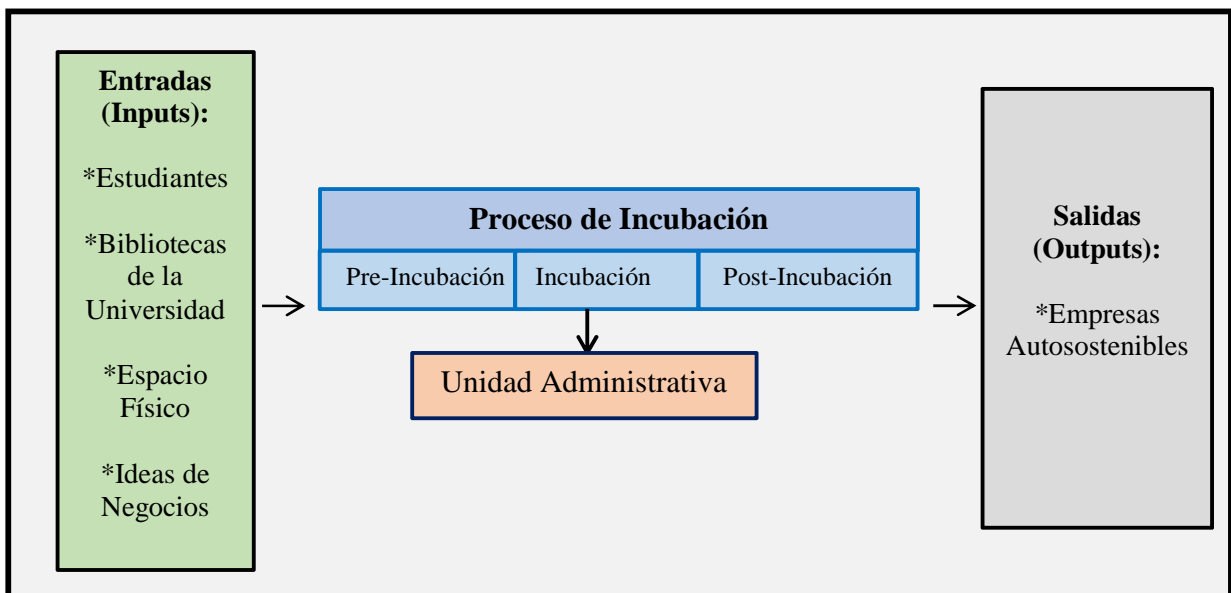 Entradas
(Inputs):
*Estudiantes
*Bibliotecas
de la
Universidad
*Espacio
Físico
*Ideas de
Negocios
Proceso de Incubación
Pre-Incubación
Incubación
Post-Incubación
Unidad Administrativa
Salidas
(Outputs):
*Empresas
Autosostenibles